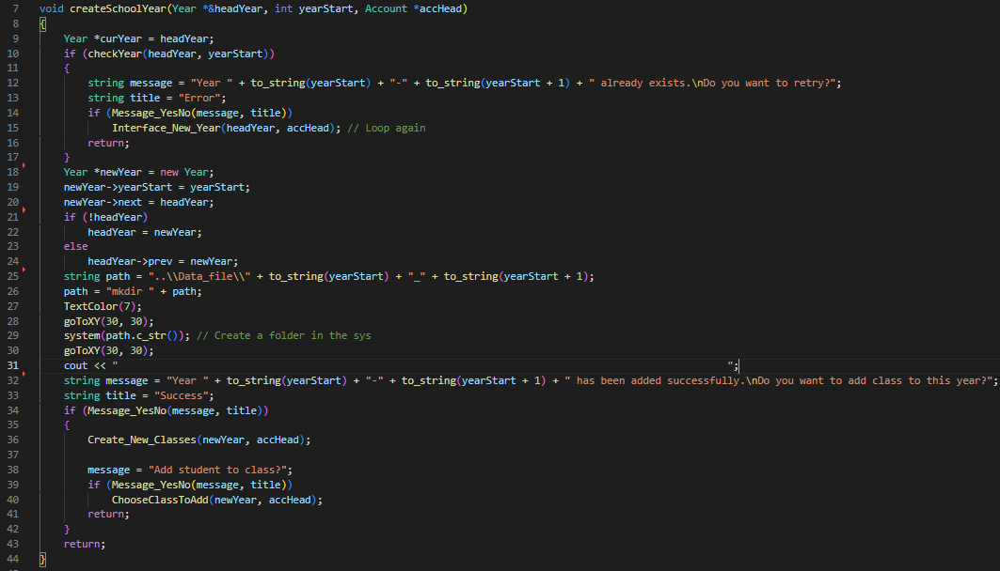 7 void createSchoolYear(Year *&headYear, int yearStart, Account *accHead)
8 {
9     Year *curYear = headYear;
10     if (checkYear(headYear, yearStart))
11     {
12         string message = "Year " + to_string(yearStart) + "-" + to_string(yearStart + 1) + " already exists.\nDo you want to retry?";
13         string title = "Error";
14         if (Message_YesNo(message, title))
15             Interface_New_Year(headYear, accHead); // Loop again
16         return;
17     }
18     Year *newYear = new Year;
19     newYear->yearStart = yearStart;
20     newYear->next = headYear;
21     if (!headYear)
22         headYear = newYear;
23     else
24         headYear->prev = newYear;
25     string path = "..\\Data_file\\" + to_string(yearStart) + "_" + to_string(yearStart + 1);
26     path = "mkdir " + path;
27     TextColor(7);
28     goToXY(30, 30);
29     system(path.c_str()); // Create a folder in the sys
30     goToXY(30, 30);
31     cout << "                                                                                                    ";
32     string message = "Year " + to_string(yearStart) + "-" + to_string(yearStart + 1) + " has been added successfully.\nDo you want to add class to this year?";
33     string title = "Success";
34     if (Message_YesNo(message, title))
35     {
36         Create_New_Classes(newYear, accHead);
37
38         message = "Add student to class?";
39         if (Message_YesNo(message, title))
40             ChooseClassToAdd(newYear, accHead);
41         return;
42     }
43     return;
44 }